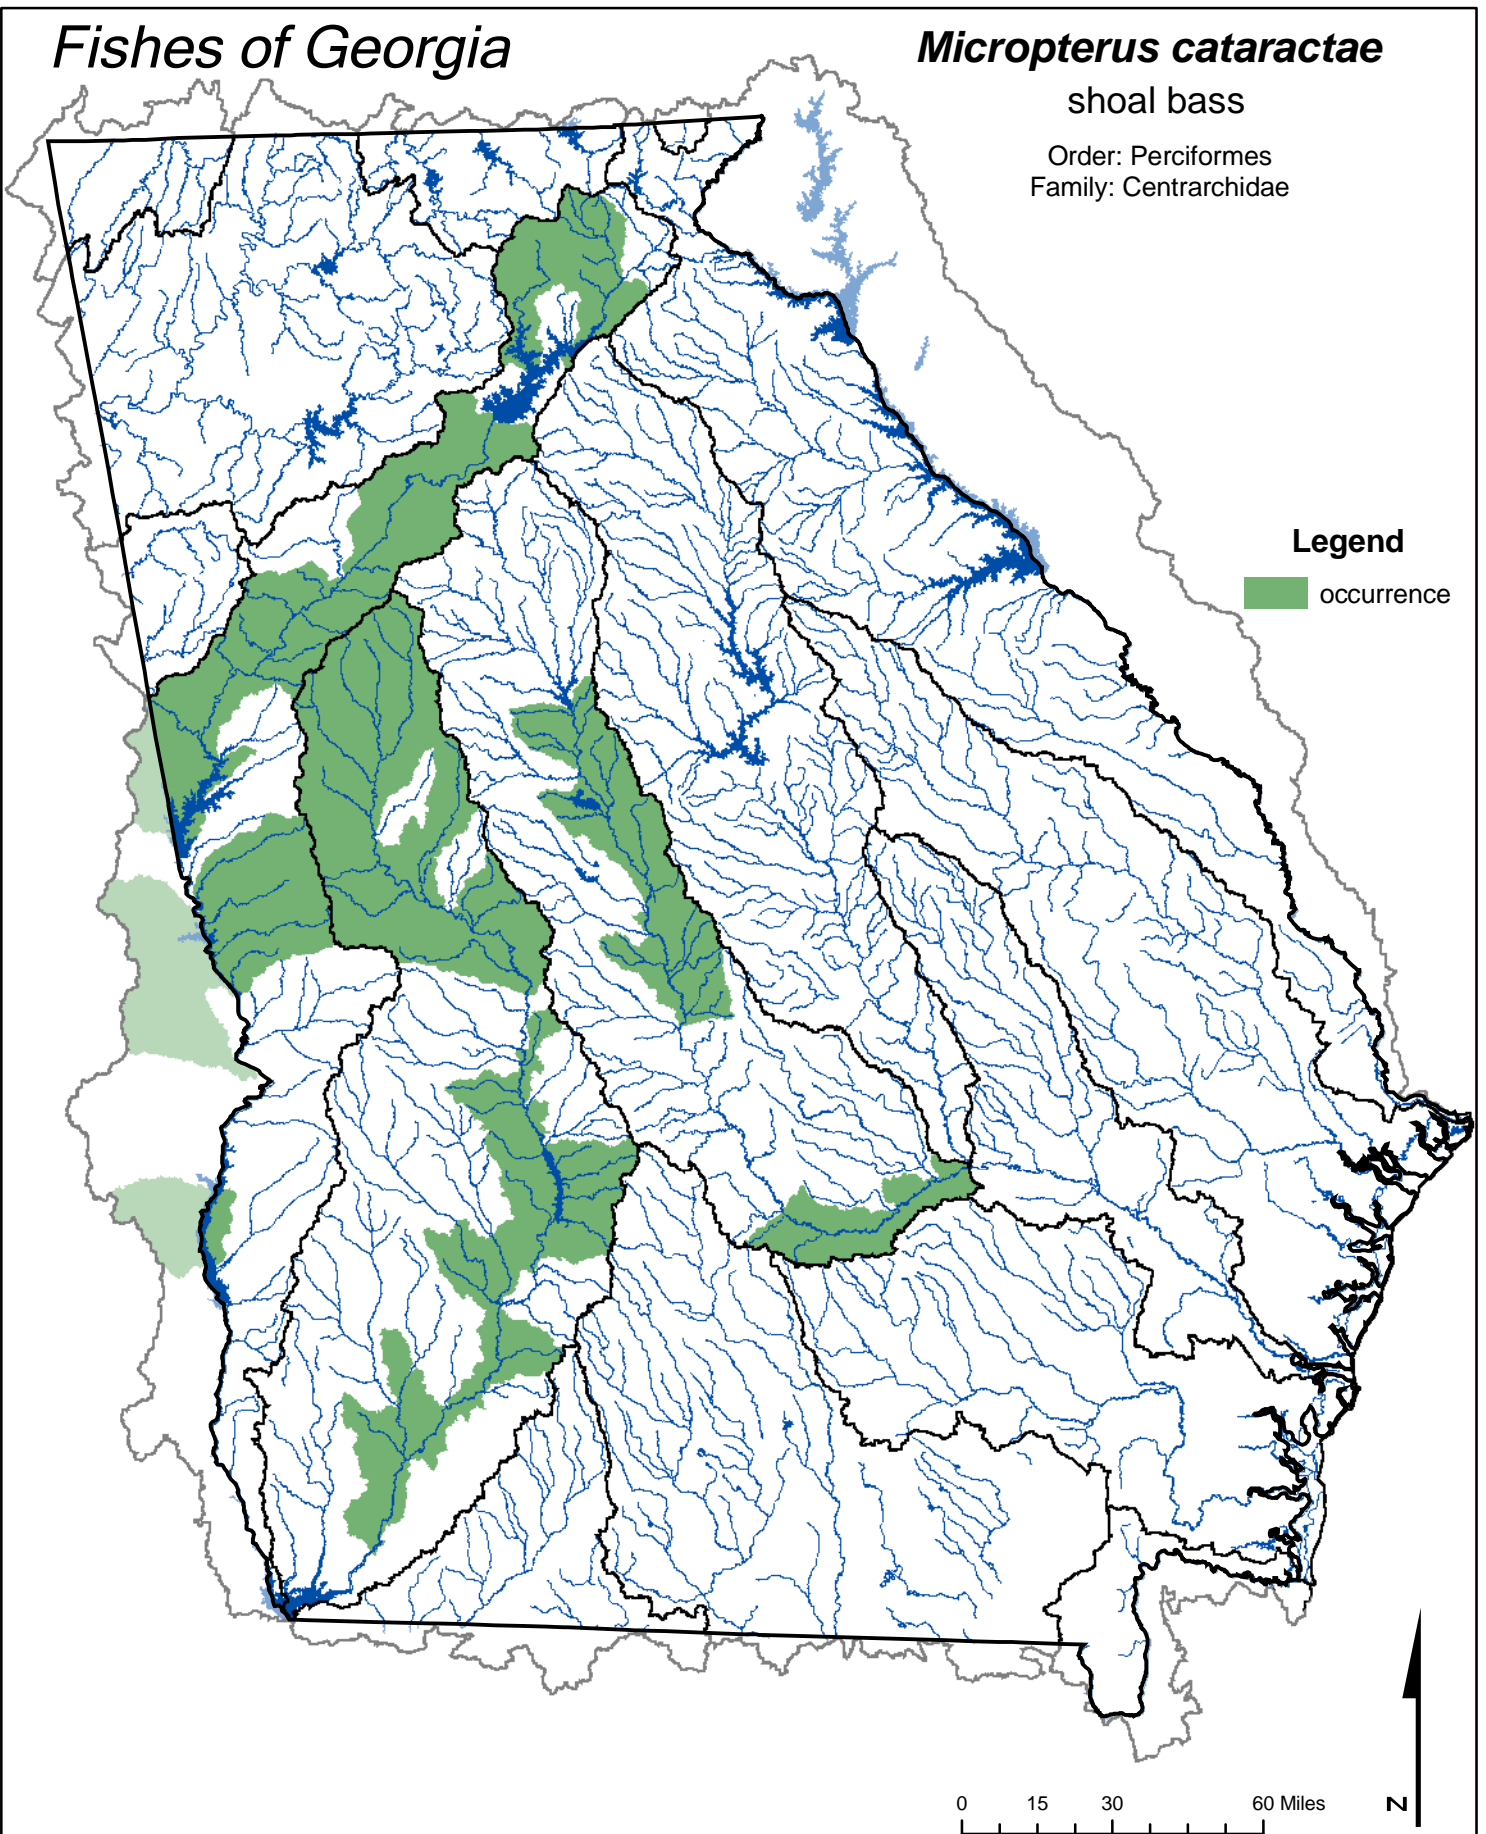 Fishes of Georgia
Micropterus cataractae
shoal bass
Order: Perciformes
Family: Centrarchidae
Legend
occurrence
0 15 30 60 Miles
N